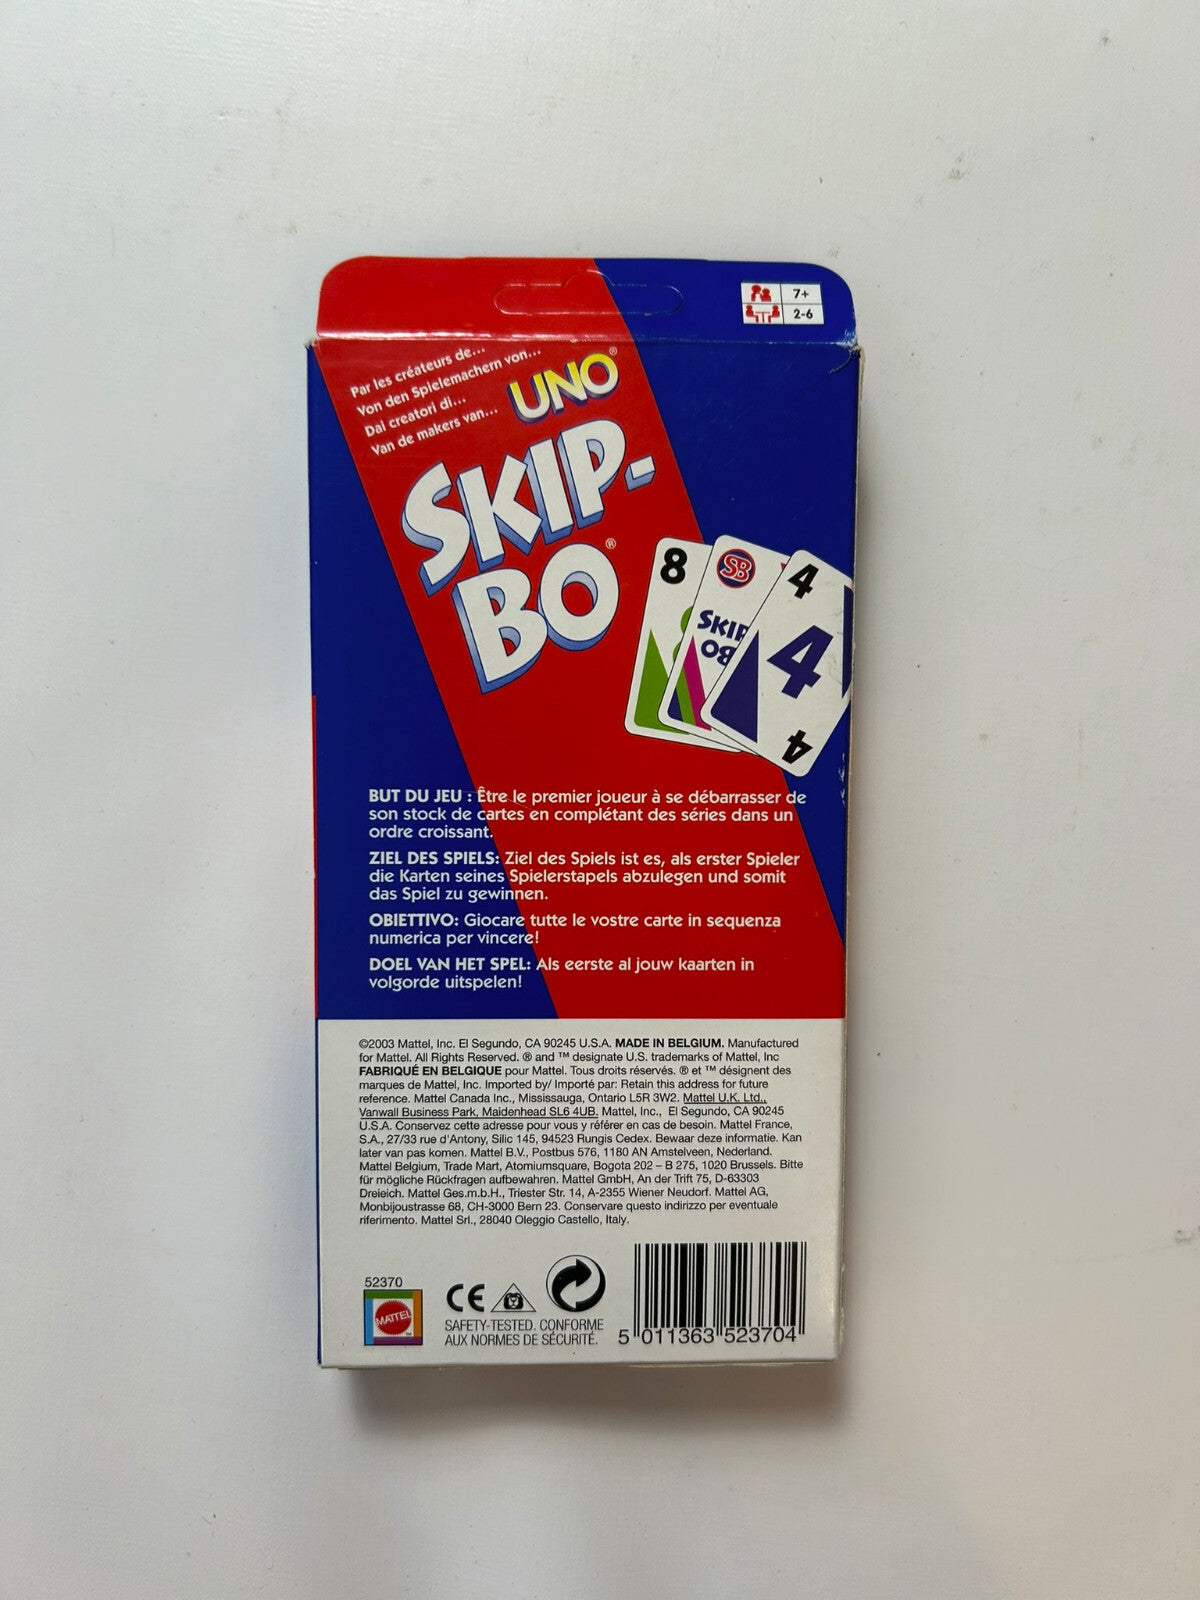 7+
2-6
Par les créateurs de...
Von den Spielemachern von...
Dai creatori di...
Van de makers van...
UNO®
SKIP-
BO®
8
SB
SKIP
BO
4
4
4
BUT DU JEU : Être le premier joueur à se débarrasser de
son stock de cartes en complétant des séries dans un
ordre croissant.
ZIEL DES SPIELS: Ziel des Spiels ist es, als erster Spieler
die Karten seines Spielerstapels abzulegen und somit
das Spiel zu gewinnen.
OBIETTIVO: Giocare tutte le vostre carte in sequenza
numerica per vincere!
DOEL VAN HET SPEL: Als eerste al jouw kaarten in
volgorde uitspelen!
©2003 Mattel, Inc. El Segundo, CA 90245 U.S.A. MADE IN BELGIUM. Manufactured
for Mattel. All Rights Reserved. ® and ™ designate U.S. trademarks of Mattel, Inc
FABRIQUÉ EN BELGIQUE pour Mattel. Tous droits réservés. ® et ™ désignent des
marques de Mattel, Inc. Imported by/ Importé par: Retain this address for future
reference. Mattel Canada Inc., Mississauga, Ontario L5R 3W2. Mattel U.K. Ltd.,
Vanwall Business Park, Maidenhead SL6 4UB. Mattel, Inc., El Segundo, CA 90245
U.S.A. Conservez cette adresse pour vous y référer en cas de besoin. Mattel France,
S.A., 27/33 rue d'Antony, Silic 145, 94523 Rungis Cedex. Bewaar deze informatie. Kan
later van pas komen. Mattel B.V., Postbus 576, 1180 AN Amstelveen, Nederland.
Mattel Belgium, Trade Mart, Atomiumsquare, Bogota 202 – B 275, 1020 Brussels. Bitte
für mögliche Rückfragen aufbewahren. Mattel GmbH, An der Trift 75, D-63303
Dreieich. Mattel Ges.m.b.H., Triester Str. 14, A-2355 Wiener Neudorf. Mattel AG,
Monbijoustrasse 68, CH-3000 Bern 23. Conservare questo indirizzo per eventuale
riferimento. Mattel Srl., 28040 Oleggio Castello, Italy.
52370
MATTEL
CE
SAFETY-TESTED. CONFORME
AUX NORMES DE SÉCURITÉ.
5 011363 523704